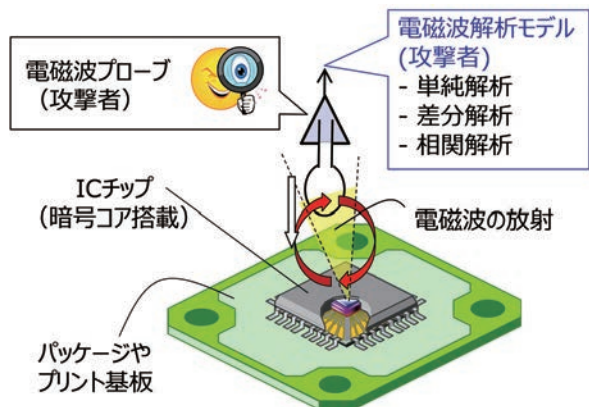 電磁波プローブ
(攻撃者)
電磁波解析モデル
(攻撃者)
- 単純解析
- 差分解析
- 相関解析
ICチップ
(暗号コア搭載)
電磁波の放射
パッケージや
プリント基板